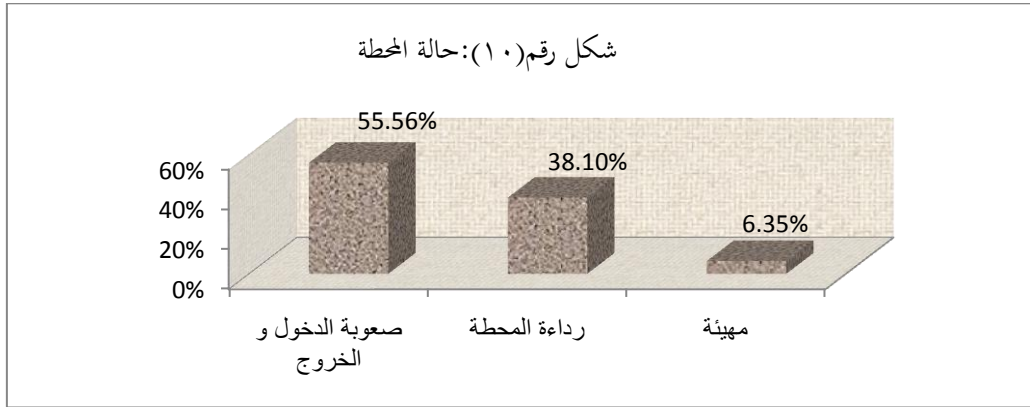 شكل رقم(١٠):حالة المحطة
55.56%
38.10%
6.35%
60%
40%
20%
0%
صعوبة الدخول و
الخروج
رداءة المحطة
مهيئة